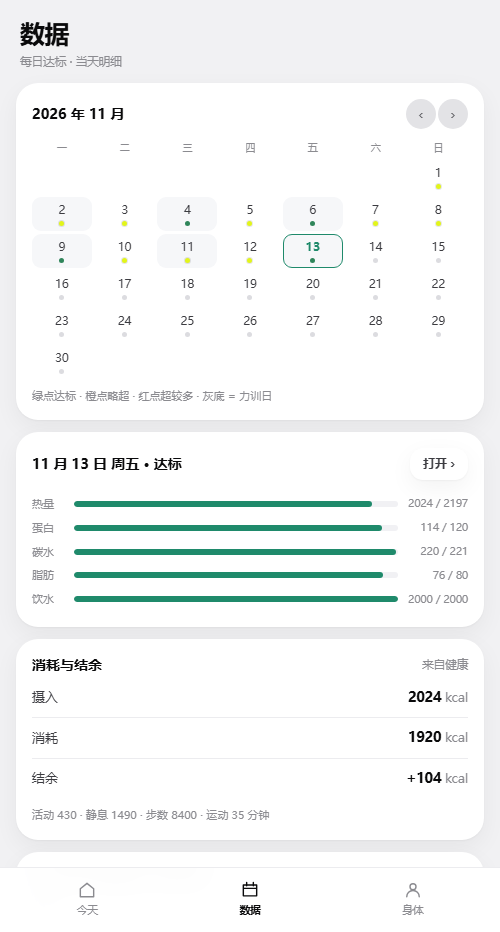 数据
每日达标 · 当天明细
2026 年 11 月
‹ ›
一 二 三 四 五 六 日
1
2 3 4 5 6 7 8
9 10 11 12 13 14 15
16 17 18 19 20 21 22
23 24 25 26 27 28 29
30
绿点达标 · 橙点略超 · 红点超较多 · 灰底 = 力训日
11 月 13 日 周五 • 达标
打开 ›
热量 2024 / 2197
蛋白 114 / 120
碳水 220 / 221
脂肪 76 / 80
饮水 2000 / 2000
消耗与结余 来自健康
摄入 2024 kcal
消耗 1920 kcal
结余 +104 kcal
活动 430 · 静息 1490 · 步数 8400 · 运动 35 分钟
今天 数据 身体